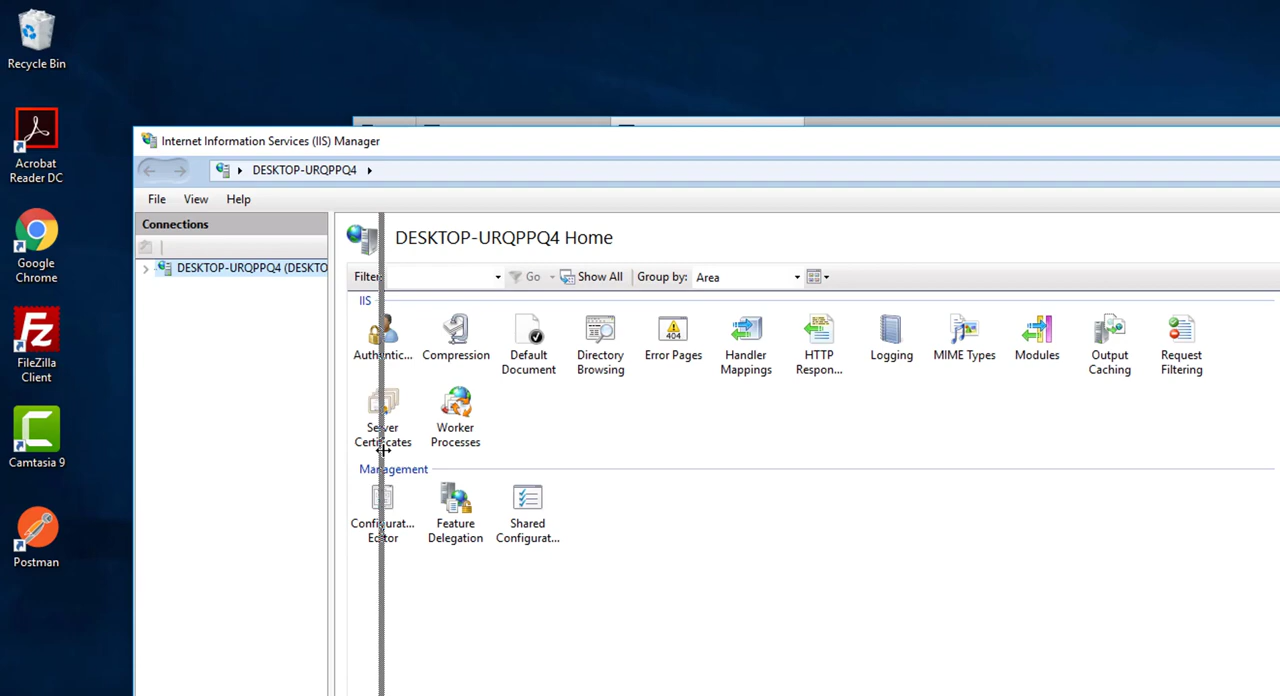 Recycle Bin
Acrobat
Reader DC
Google
Chrome
FileZilla
Client
Camtasia 9
Postman
Internet Information Services (IIS) Manager
DESKTOP-URQPPQ4
File View Help
Connections
DESKTOP-URQPPQ4 (DESKTO
DESKTOP-URQPPQ4 Home
Filter Go Show All Group by: Area
IIS
Authentic... Compression Default Document Directory Browsing Error Pages Handler Mappings HTTP Respon... Logging MIME Types Modules Output Caching Request Filtering
Server Certificates Worker Processes
Management
Configurat... Editor Feature Delegation Shared Configurat...